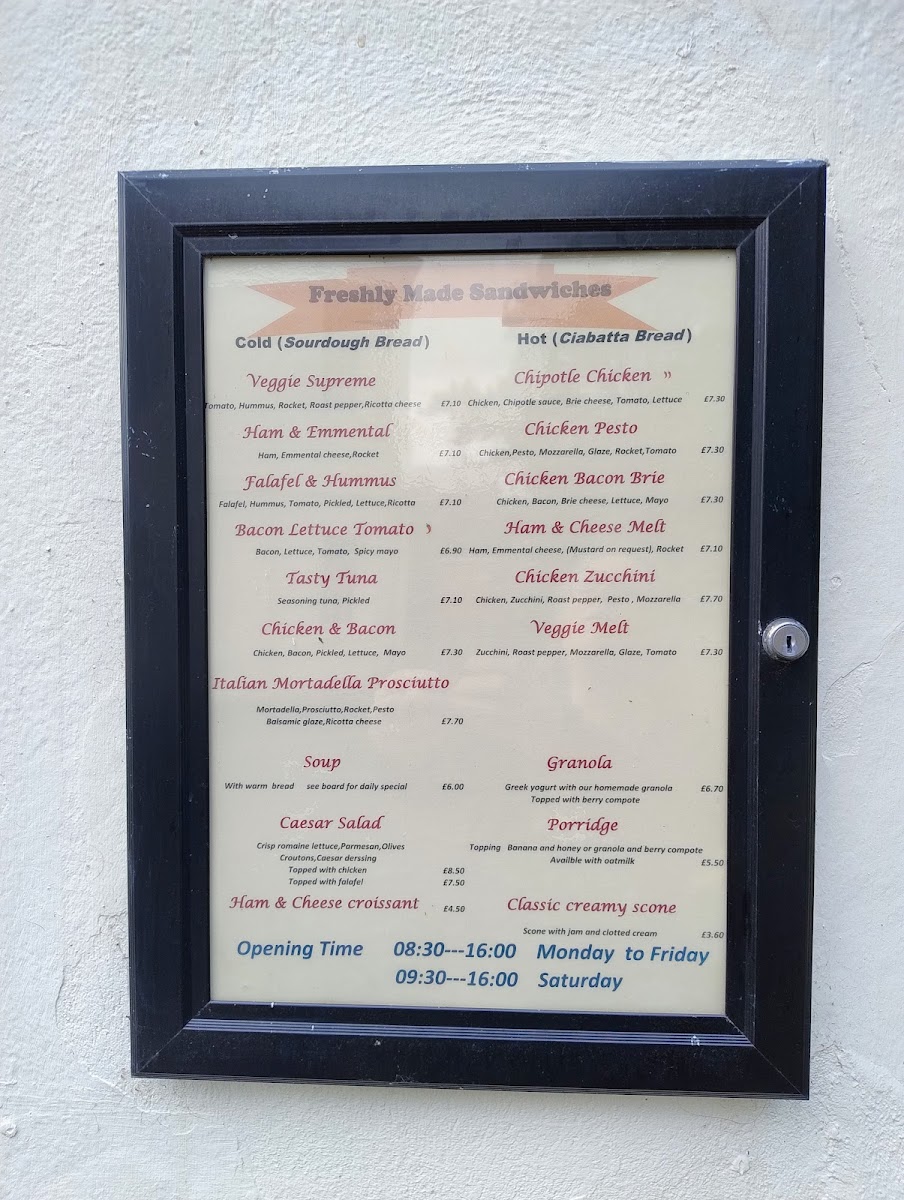 Freshly Made Sandwiches
Cold (Sourdough Bread)
Veggie Supreme
Tomato, Hummus, Rocket, Roast pepper,Ricotta cheese £7.10
Ham & Emmental
Ham, Emmental cheese,Rocket £7.10
Falafel & Hummus
Falafel, Hummus, Tomato, Pickled, Lettuce,Ricotta £7.10
Bacon Lettuce Tomato
Bacon, Lettuce, Tomato, Spicy mayo £6.90
Tasty Tuna
Seasoning tuna, Pickled £7.10
Chicken & Bacon
Chicken, Bacon, Pickled, Lettuce, Mayo £7.30
Italian Mortadella Prosciutto
Mortadella,Prosciutto,Rocket,Pesto
Balsamic glaze,Ricotta cheese £7.70
Hot (Ciabatta Bread)
Chipotle Chicken
Chicken, Chipotle sauce, Brie cheese, Tomato, Lettuce £7.30
Chicken Pesto
Chicken,Pesto, Mozzarella, Glaze, Rocket,Tomato £7.30
Chicken Bacon Brie
Chicken, Bacon, Brie cheese, Lettuce, Mayo £7.30
Ham & Cheese Melt
Ham, Emmental cheese, (Mustard on request), Rocket £7.10
Chicken Zucchini
Chicken, Zucchini, Roast pepper, Pesto , Mozzarella £7.70
Veggie Melt
Zucchini, Roast pepper, Mozzarella, Glaze, Tomato £7.30
Soup
With warm bread see board for daily special £6.00
Caesar Salad
Crisp romaine lettuce,Parmesan,Olives
Croutons,Caesar derssing
Topped with chicken £8.50
Topped with falafel £7.50
Ham & Cheese croissant £4.50
Granola
Greek yogurt with our homemade granola £6.70
Topped with berry compote
Porridge
Topping Banana and honey or granola and berry compote
Availble with oatmilk £5.50
Classic creamy scone
Scone with jam and clotted cream £3.60
Opening Time 08:30---16:00 Monday to Friday
09:30---16:00 Saturday